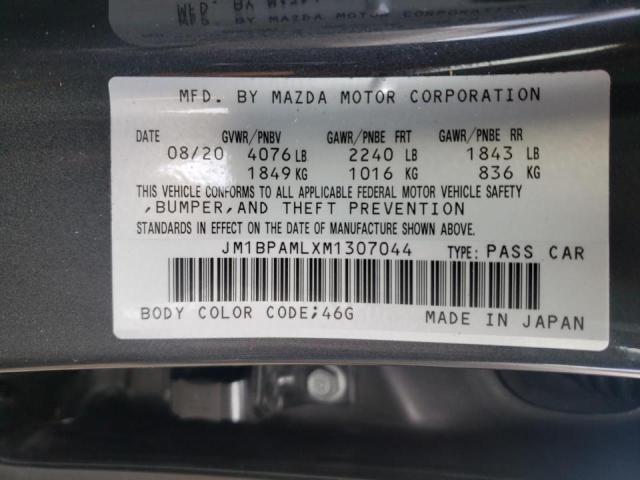 MFD. BY MAZDA MOTOR CORPORATION
DATE GVWR/PNBV GAWR/PNBE FRT GAWR/PNBE RR
08/20 4076 LB 2240 LB 1843 LB
1849 KG 1016 KG 836 KG
THIS VEHICLE CONFORMS TO ALL APPLICABLE FEDERAL MOTOR VEHICLE SAFETY
,BUMPER,AND THEFT PREVENTION
STANDARDS IN EFFECT ON THE DATE OF MANUFACTURE SHOWN ABOVE.
JM1BPAMLXM1307044 TYPE: PASS CAR
BODY COLOR CODE;46G MADE IN JAPAN